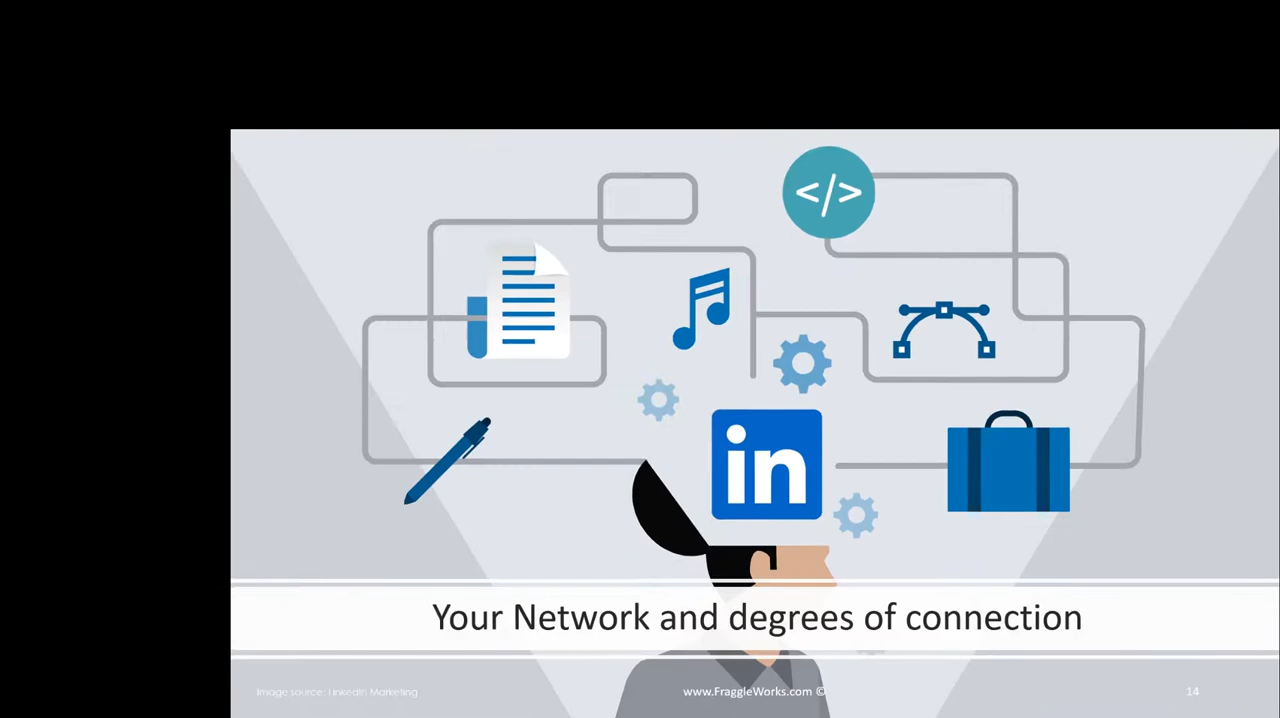 </>
in
Your Network and degrees of connection
Image source: LinkedIn Marketing
www.FraggleWorks.com ©
14